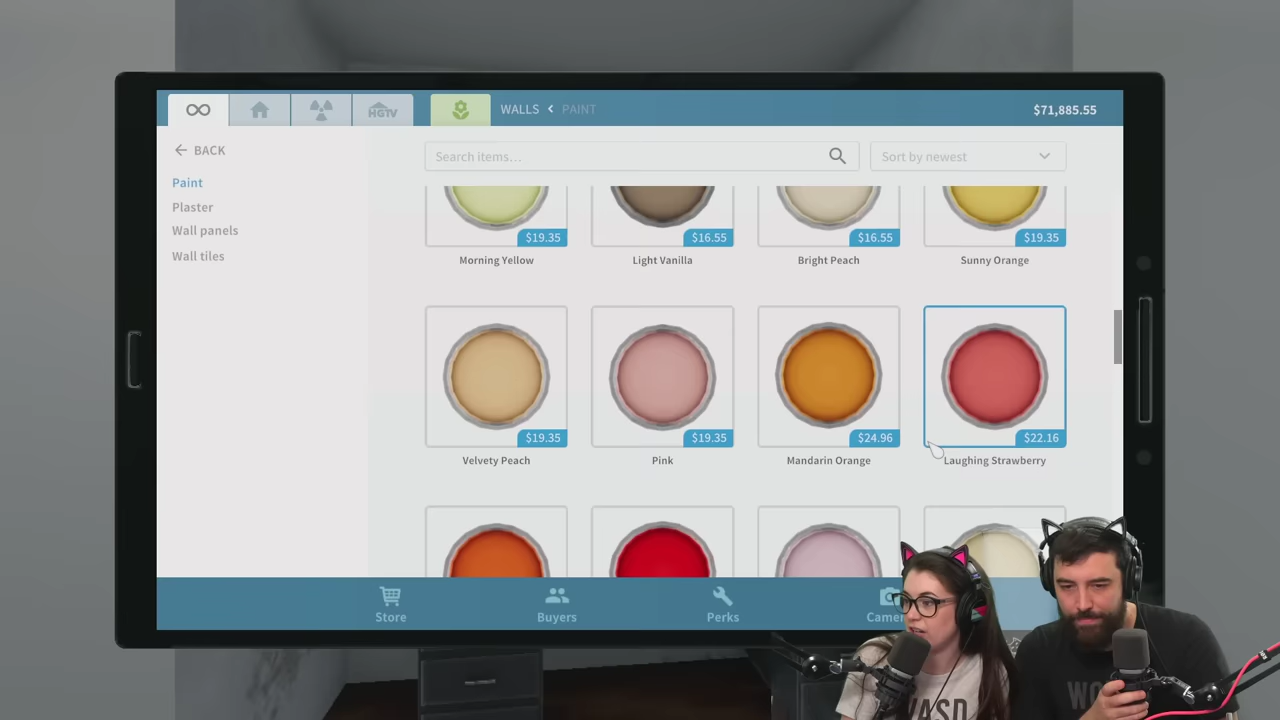 HGTV
WALLS < PAINT
$71,885.55
BACK
Search items...
Sort by newest
Paint
Plaster
Wall panels
Wall tiles
$19.35
$16.55
$16.55
$19.35
Morning Yellow
Light Vanilla
Bright Peach
Sunny Orange
$19.35
$19.35
$24.96
$22.16
Velvety Peach
Pink
Mandarin Orange
Laughing Strawberry
Store
Buyers
Perks